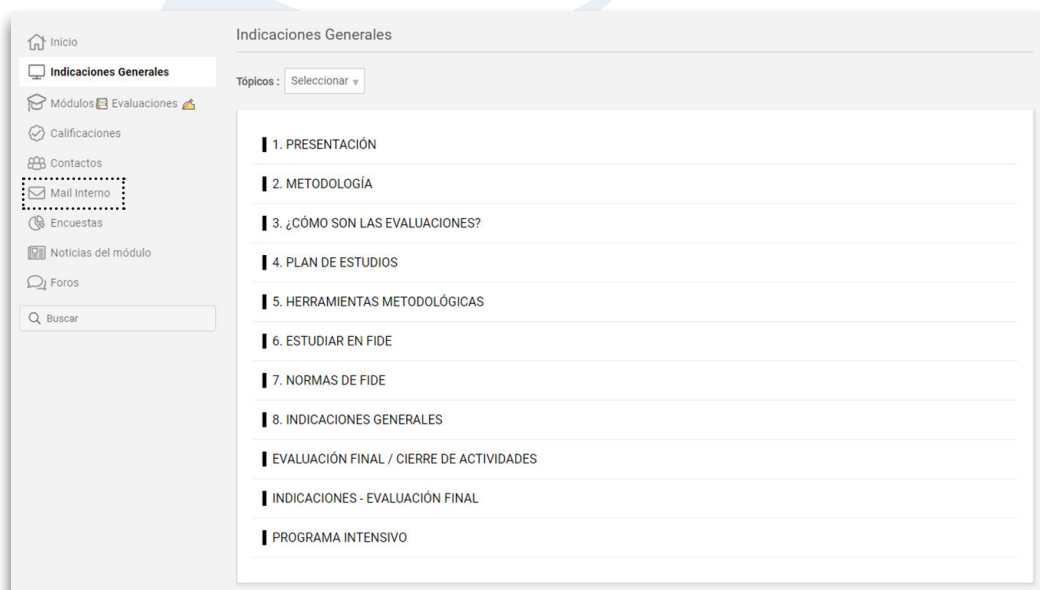 Inicio
Indicaciones Generales
Módulos Evaluaciones
Calificaciones
Contactos
Mail Interno
Encuestas
Noticias del módulo
Foros
Buscar
Indicaciones Generales
Tópicos : Seleccionar
1. PRESENTACIÓN
2. METODOLOGÍA
3. ¿CÓMO SON LAS EVALUACIONES?
4. PLAN DE ESTUDIOS
5. HERRAMIENTAS METODOLÓGICAS
6. ESTUDIAR EN FIDE
7. NORMAS DE FIDE
8. INDICACIONES GENERALES
EVALUACIÓN FINAL / CIERRE DE ACTIVIDADES
INDICACIONES - EVALUACIÓN FINAL
PROGRAMA INTENSIVO